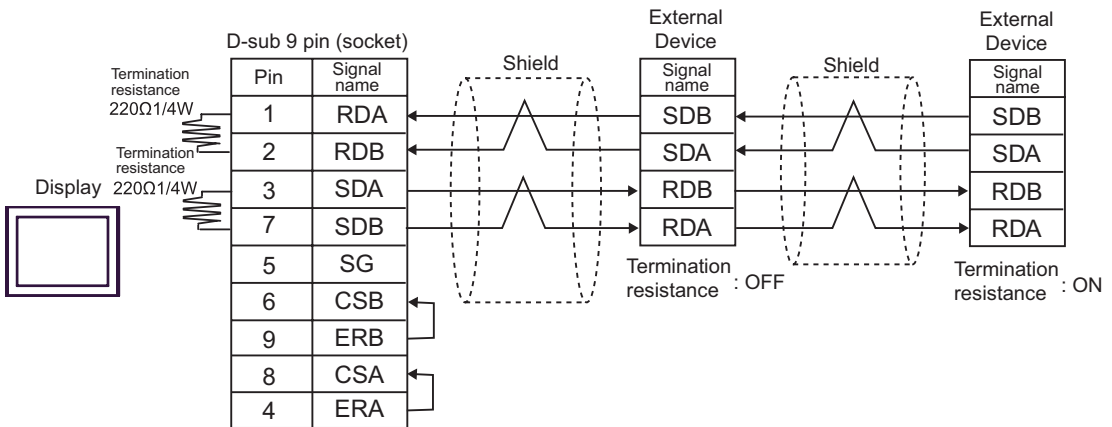 External
Device
External
Device
D-sub 9 pin (socket)
Shield
Shield
Termination
resistance
220Ω1/4W
Pin
Signal
name
Signal
name
Signal
name
1 RDA SDB SDB
2 RDB SDA SDA
Termination
resistance
220Ω1/4W
Display
3 SDA RDB RDB
7 SDB RDA RDA
5 SG
Termination
resistance : OFF
Termination
resistance : ON
6 CSB
9 ERB
8 CSA
4 ERA